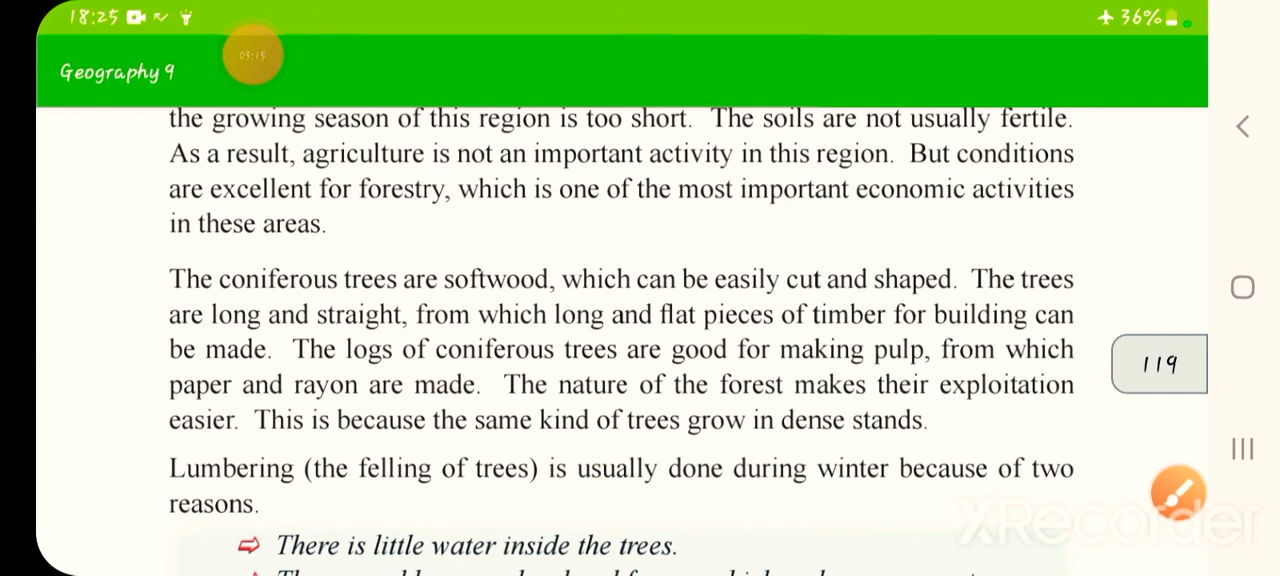 18:25
36%
03:15
Geography 9
the growing season of this region is too short. The soils are not usually fertile.
As a result, agriculture is not an important activity in this region. But conditions
are excellent for forestry, which is one of the most important economic activities
in these areas.
The coniferous trees are softwood, which can be easily cut and shaped. The trees
are long and straight, from which long and flat pieces of timber for building can
be made. The logs of coniferous trees are good for making pulp, from which
119
paper and rayon are made. The nature of the forest makes their exploitation
easier. This is because the same kind of trees grow in dense stands.
Lumbering (the felling of trees) is usually done during winter because of two
reasons.
XRecorder
There is little water inside the trees.